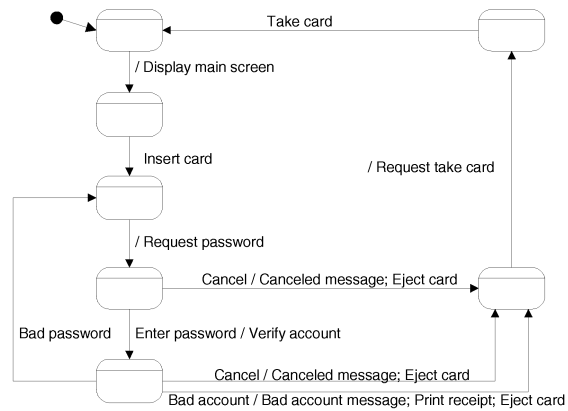 Take card
/ Display main screen
Insert card
/ Request take card
/ Request password
Cancel / Canceled message; Eject card
Bad password
Enter password / Verify account
Cancel / Canceled message; Eject card
Bad account / Bad account message; Print receipt; Eject card